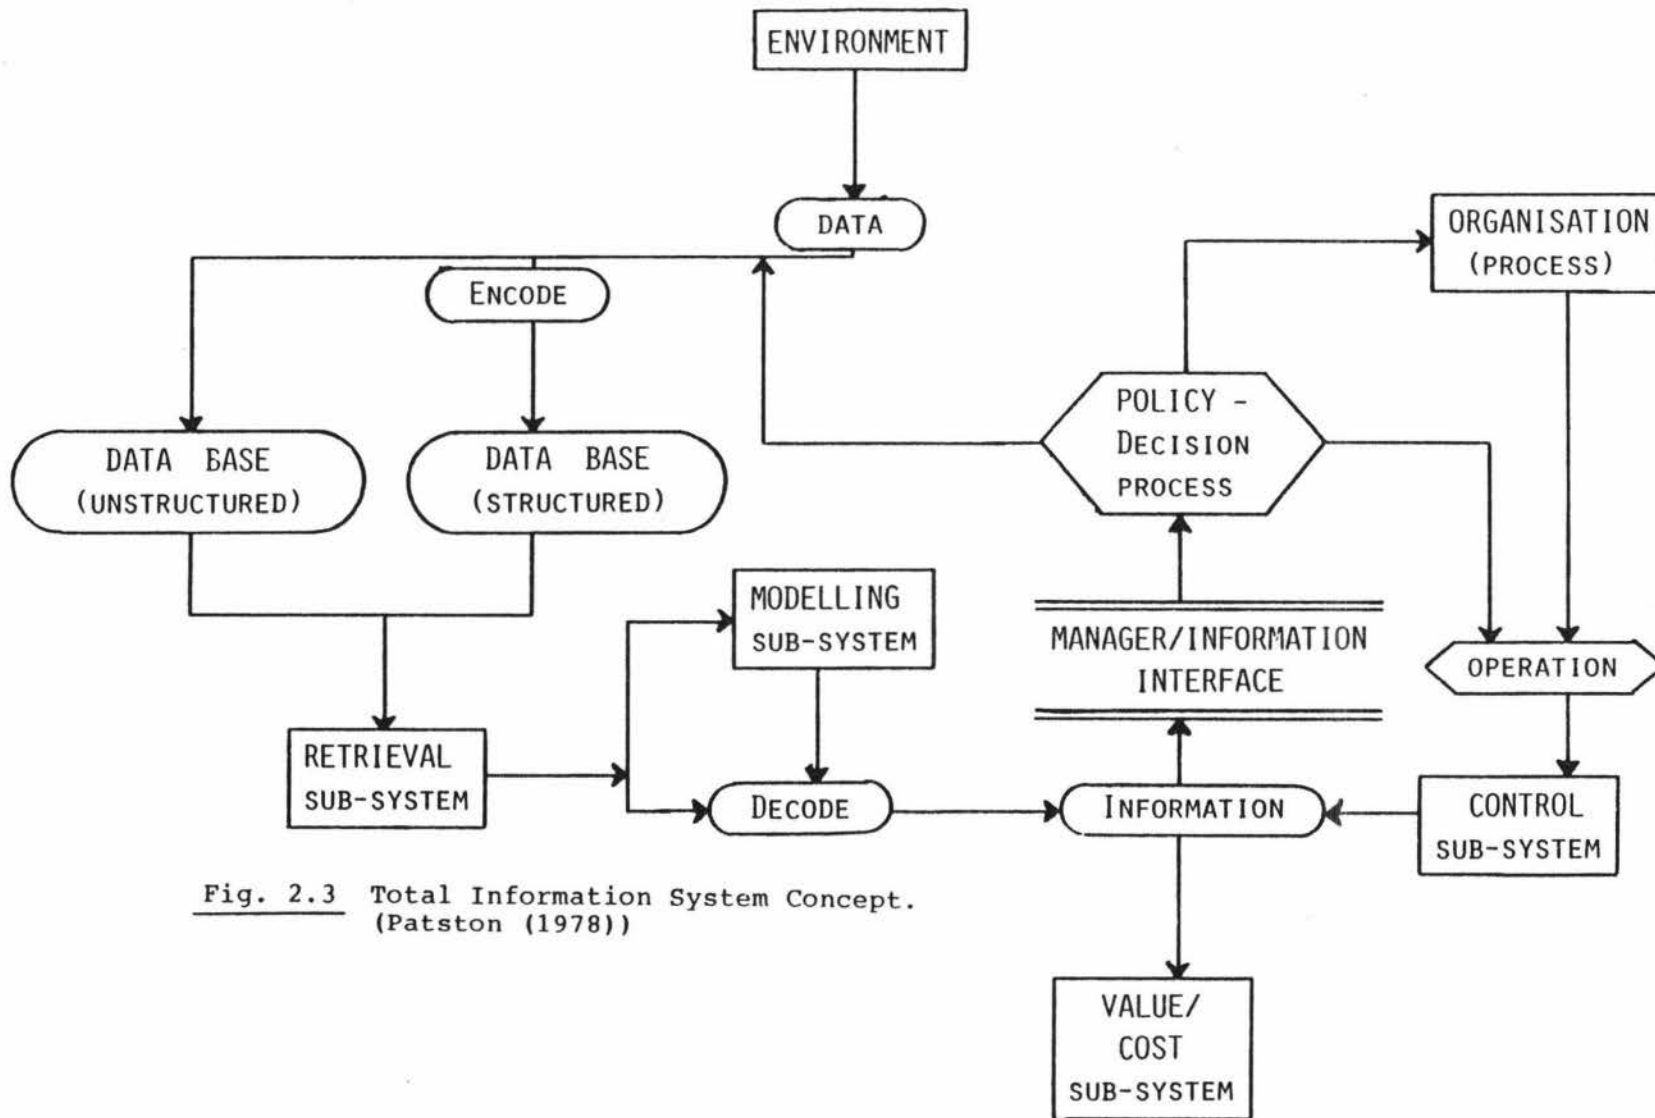 ENVIRONMENT
DATA
ORGANISATION
(PROCESS)
ENCODE
POLICY -
DECISION
PROCESS
DATA BASE
(UNSTRUCTURED)
DATA BASE
(STRUCTURED)
MODELLING
SUB-SYSTEM
MANAGER/INFORMATION
INTERFACE
OPERATION
RETRIEVAL
SUB-SYSTEM
DECODE
INFORMATION
CONTROL
SUB-SYSTEM
Fig. 2.3 Total Information System Concept.
(Patston (1978))
VALUE/
COST
SUB-SYSTEM